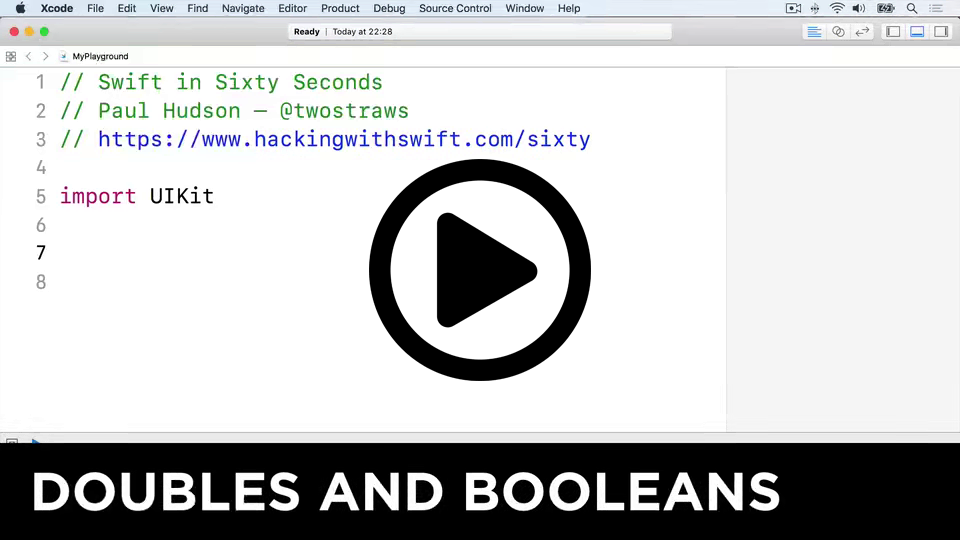 Xcode File Edit View Find Navigate Editor Product Debug Source Control Window Help
Ready | Today at 22:28
MyPlayground
1 // Swift in Sixty Seconds
2 // Paul Hudson — @twostraws
3 // https://www.hackingwithswift.com/sixty
4
5 import UIKit
6
7
8
DOUBLES AND BOOLEANS